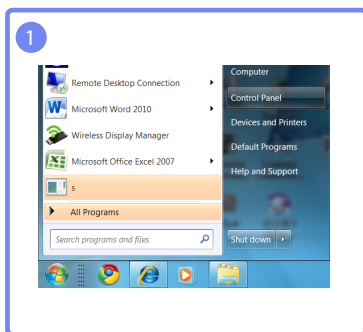 1
Remote Desktop Connection
Microsoft Word 2010
Wireless Display Manager
Microsoft Office Excel 2007
s
All Programs
Search programs and files
Computer
Control Panel
Devices and Printers
Default Programs
Help and Support
Shut down